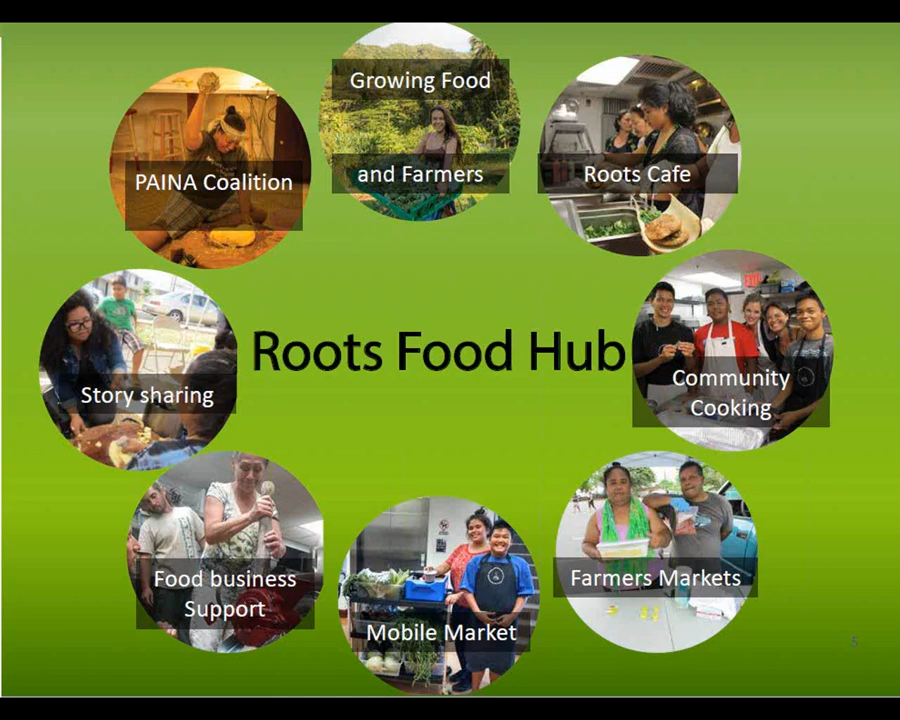 Growing Food
and Farmers
PAINA Coalition
Roots Cafe
Roots Food Hub
Story sharing
Community
Cooking
Food business
Support
Mobile Market
Farmers Markets
5